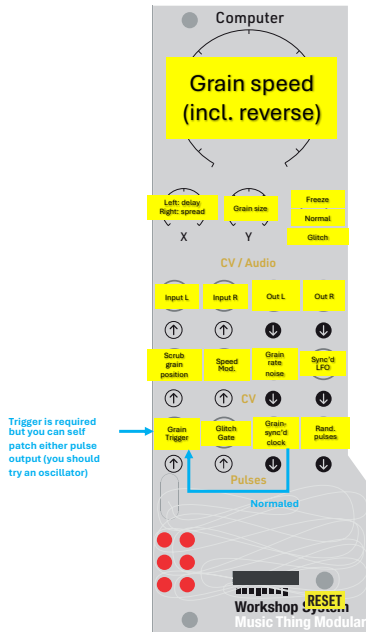 Computer
Grain speed
(incl. reverse)
Left: delay
Right: spread
Grain size
Freeze
Normal
Glitch
X
Y
CV / Audio
Input L
Input R
Out L
Out R
Scrub
grain
position
Speed
Mod.
Grain
rate
noise
Sync'd
LFO
CV
Trigger is required
but you can self
patch either pulse
output (you should
try an oscillator)
Grain
Trigger
Glitch
Gate
Grain-
sync'd
clock
Rand.
pulses
Pulses
Normaled
RESET
Workshop System
Music Thing Modular